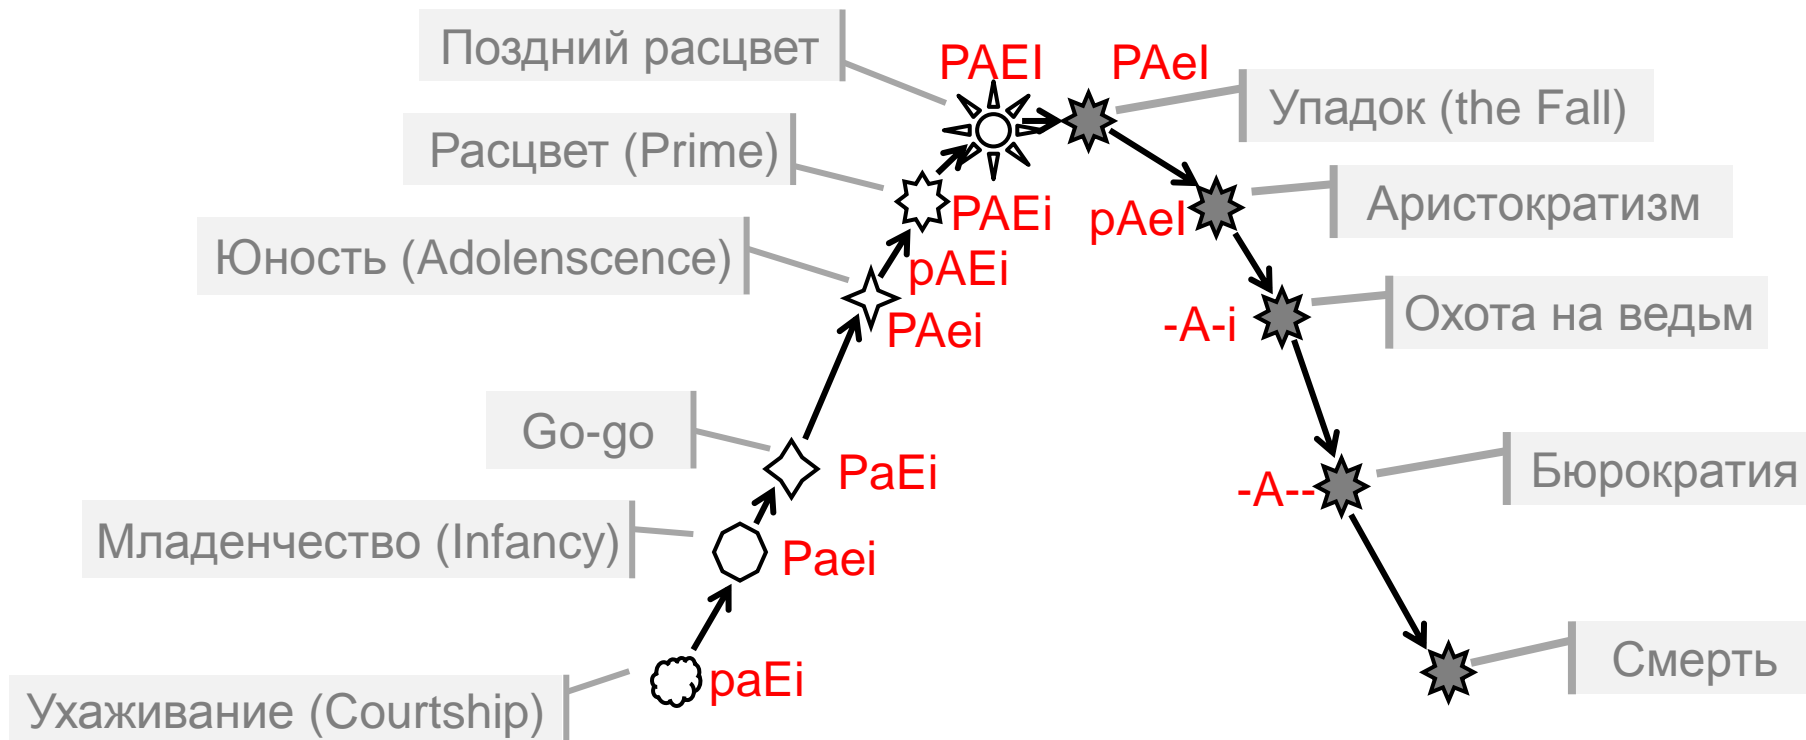 Поздний расцвет
PAEI
PAeI
Упадок (the Fall)
Расцвет (Prime)
PAEi
pAeI
Аристократизм
Юность (Adolenscence)
pAEi
PAei
-A-i
Охота на ведьм
Go-go
PaEi
-A--
Бюрократия
Младенчество (Infancy)
Paei
Ухаживание (Courtship)
paEi
Смерть